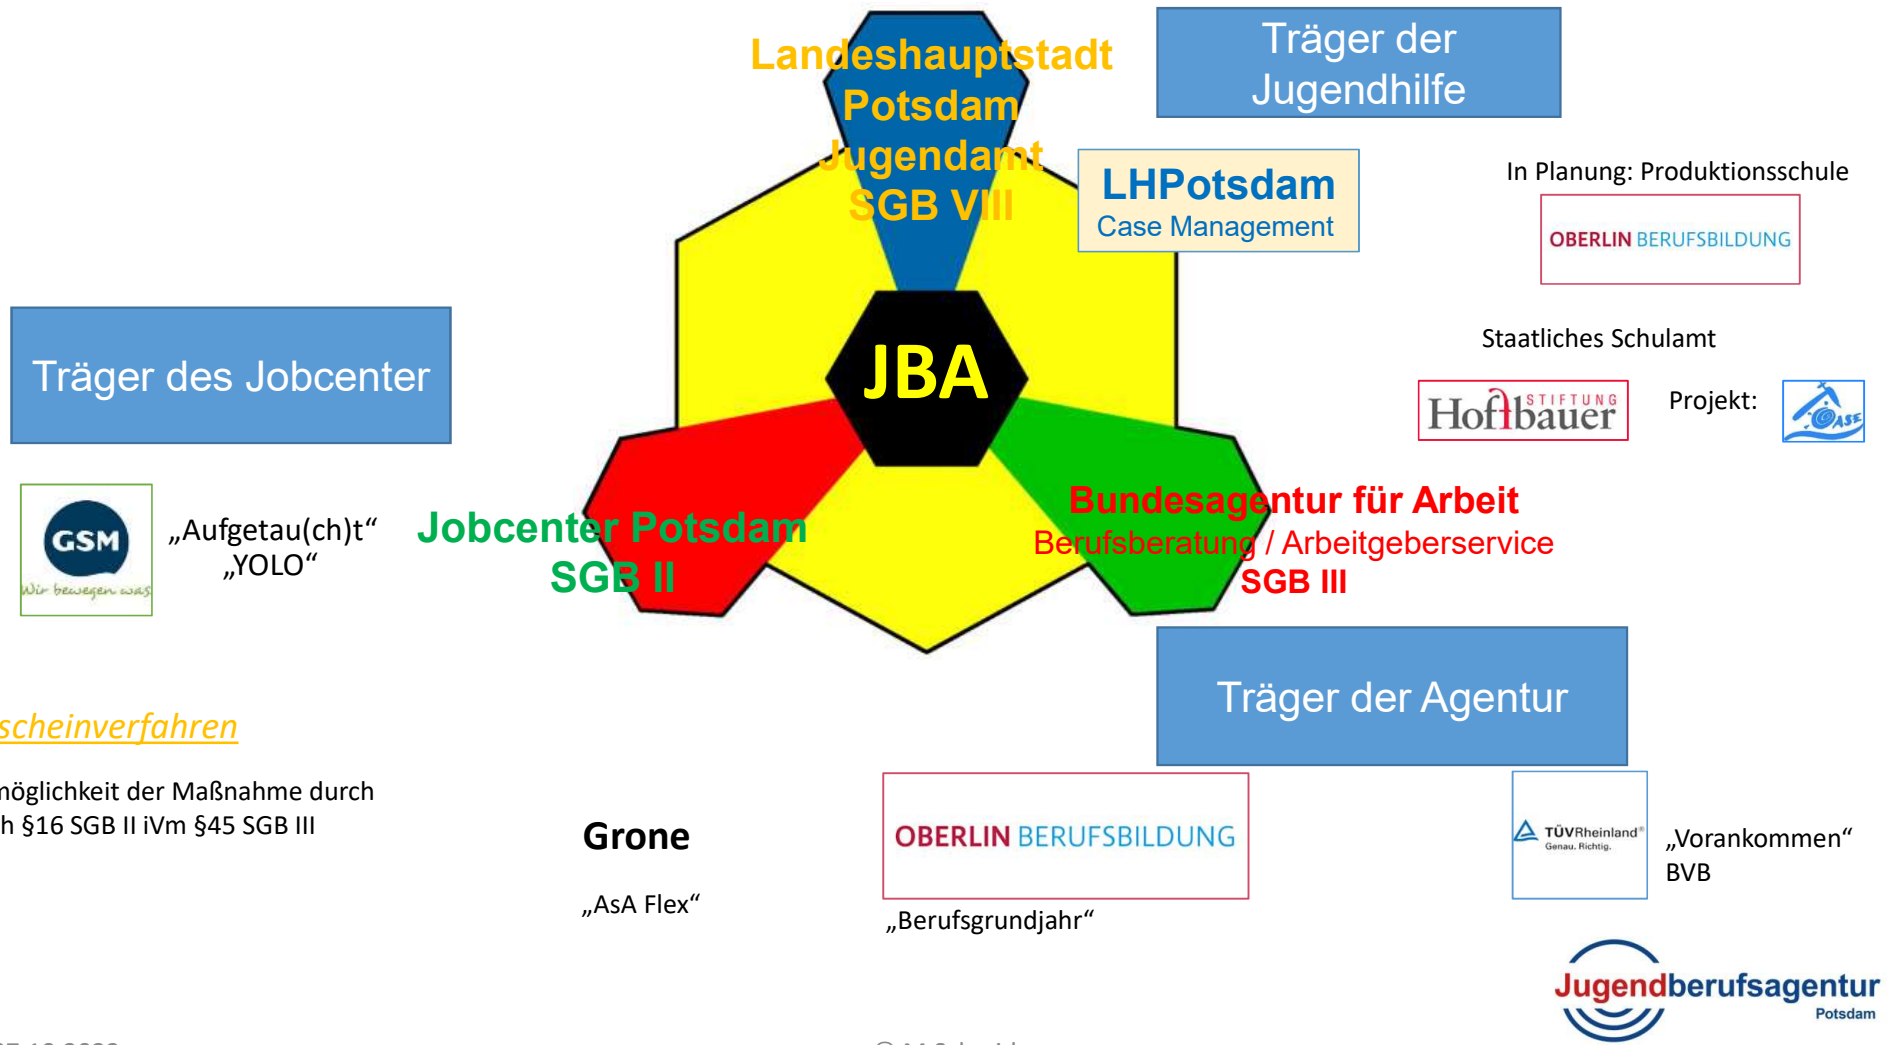 Landeshauptstadt
Potsdam
Jugendamt
SGB VIII
Träger der
Jugendhilfe
LHPotsdam
Case Management
In Planung: Produktionsschule
OBERLIN BERUFSBILDUNG
Staatliches Schulamt
Hoffbauer STIFTUNG
Projekt:
OASE
JBA
Träger des Jobcenter
GSM
Wir bewegen was
„Aufgetau(ch)t“
„YOLO“
Jobcenter Potsdam
SGB II
Bundesagentur für Arbeit
Berufsberatung / Arbeitgeberservice
SGB III
Träger der Agentur
scheinverfahren
möglichkeit der Maßnahme durch
h §16 SGB II iVm §45 SGB III
Grone
„AsA Flex“
OBERLIN BERUFSBILDUNG
„Berufsgrundjahr“
TÜVRheinland®
Genau. Richtig.
„Vorankommen“
BVB
Jugendberufsagentur
Potsdam